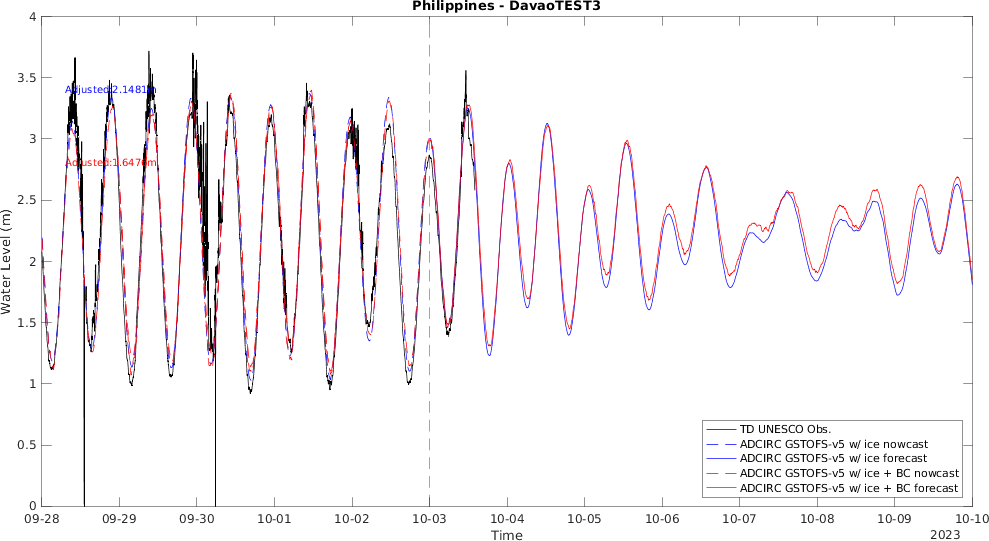 Philippines - DavaoTEST3
4
3.5
3
2.5
2
1.5
1
0.5
0
Water Level (m)
Adjusted:2.1481m
Adjusted:1.6476m
TD UNESCO Obs.
ADCIRC GSTOFS-v5 w/ ice nowcast
ADCIRC GSTOFS-v5 w/ ice forecast
ADCIRC GSTOFS-v5 w/ ice + BC nowcast
ADCIRC GSTOFS-v5 w/ ice + BC forecast
09-28 09-29 09-30 10-01 10-02 10-03 10-04 10-05 10-06 10-07 10-08 10-09 10-10
Time
2023